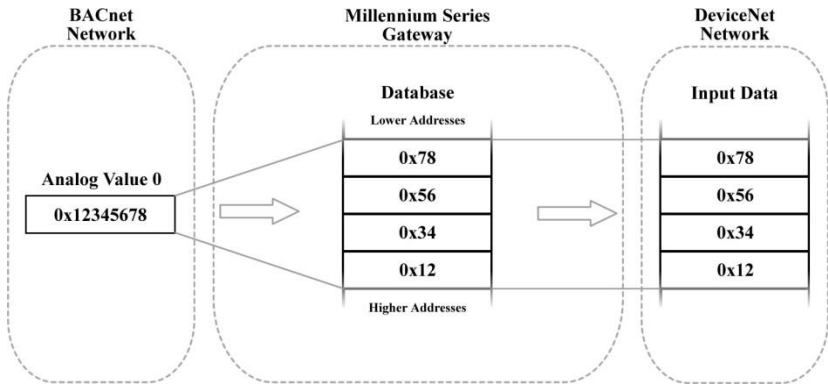 BACnet
Network
Millennium Series
Gateway
DeviceNet
Network
Database
Input Data
Lower Addresses
Analog Value 0
0x12345678
0x78
0x56
0x34
0x12
0x78
0x56
0x34
0x12
Higher Addresses